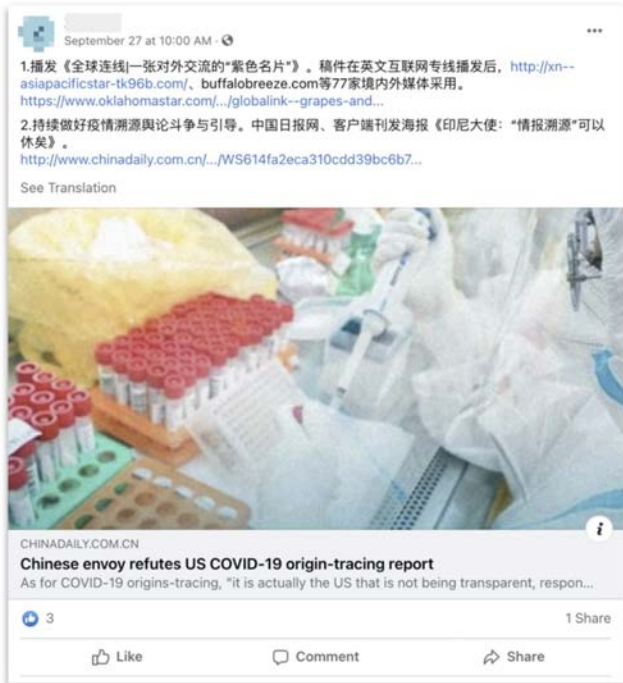 September 27 at 10:00 AM ·
1.播发《全球连线|一张对外交流的“紫色名片”》。稿件在英文互联网专线播发后，http://xn--
asiapacificstar-tk96b.com/、buffalobreeze.com等77家境内外媒体采用。
https://www.oklahomastar.com/.../globalink--grapes-and...
2.持续做好疫情溯源舆论斗争与引导。中国日报网、客户端刊发海报《印尼大使：“情报溯源”可以
休矣》。
http://www.chinadaily.com.cn/.../WS614fa2eca310cdd39bc6b7...
See Translation
CHINADAILY.COM.CN
Chinese envoy refutes US COVID-19 origin-tracing report
As for COVID-19 origins-tracing, "it is actually the US that is not being transparent, respon...
3
1 Share
Like
Comment
Share